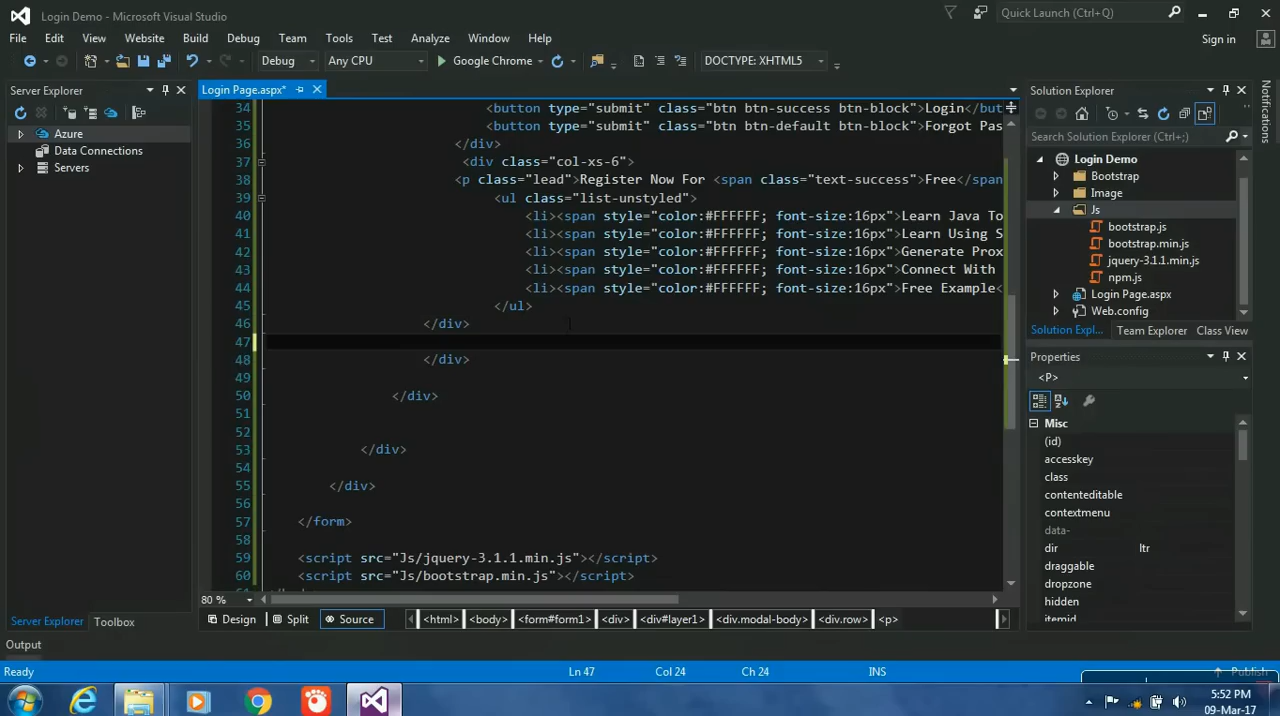 Login Demo - Microsoft Visual Studio
Quick Launch (Ctrl+Q)
File Edit View Website Build Debug Team Tools Test Analyze Window Help
Sign in
Debug Any CPU Google Chrome DOCTYPE: XHTML5
Server Explorer
Azure
Data Connections
Servers
Server Explorer Toolbox
Login Page.aspx*
34 <button type="submit" class="btn btn-success btn-block">Login</but
35 <button type="submit" class="btn btn-default btn-block">Forgot Pas
36 </div>
37 <div class="col-xs-6">
38 <p class="lead">Register Now For <span class="text-success">Free</span
39 <ul class="list-unstyled">
40 <li><span style="color:#FFFFFF; font-size:16px">Learn Java To
41 <li><span style="color:#FFFFFF; font-size:16px">Learn Using S
42 <li><span style="color:#FFFFFF; font-size:16px">Generate Prox
43 <li><span style="color:#FFFFFF; font-size:16px">Connect With
44 <li><span style="color:#FFFFFF; font-size:16px">Free Example<
45 </ul>
46 </div>
47
48 </div>
49
50 </div>
51
52
53 </div>
54
55 </div>
56
57 </form>
58
59 <script src="Js/jquery-3.1.1.min.js"></script>
60 <script src="Js/bootstrap.min.js"></script>
80 %
Design Split Source <html> <body> <form#form1> <div> <div#layer1> <div.modal-body> <div.row> <p>
Solution Explorer
Search Solution Explorer (Ctrl+;)
Login Demo
Bootstrap
Image
Js
bootstrap.js
bootstrap.min.js
jquery-3.1.1.min.js
npm.js
Login Page.aspx
Web.config
Solution Expl... Team Explorer Class View
Properties
<P>
Misc
(id)
accesskey
class
contenteditable
contextmenu
data-
dir ltr
draggable
dropzone
hidden
itemid
Notifications
Output
Ready Ln 47 Col 24 Ch 24 INS Publish
5:52 PM
09-Mar-17